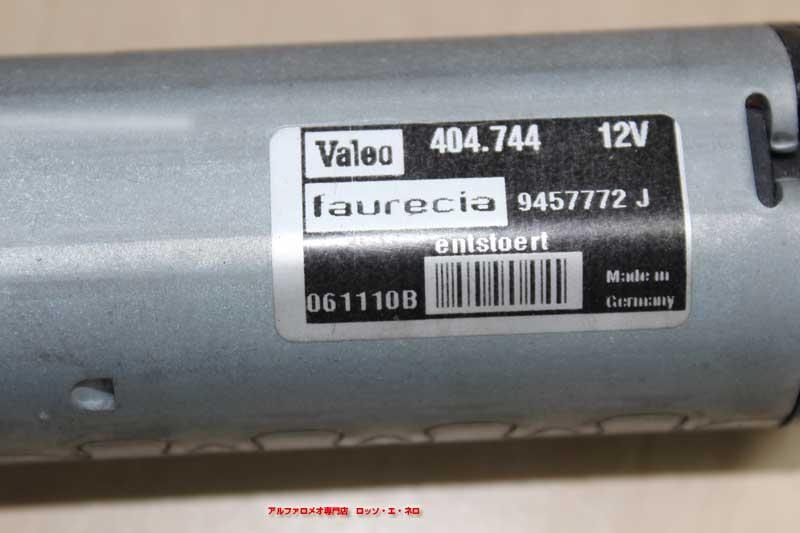 Valeo 404.744 12V
faurecia 9457772 J
entstoert
061110B Made in
Germany
アルファロメオ専門店 ロッソ・エ・ネロ